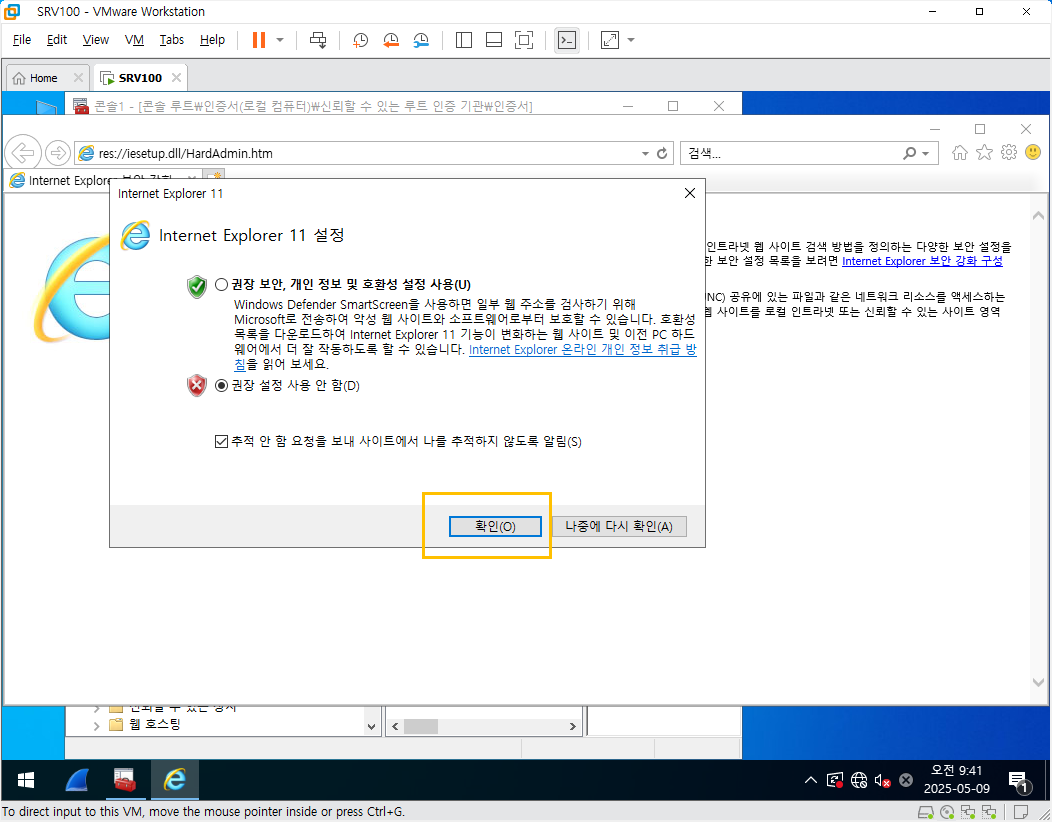 SRV100 - VMware Workstation
File Edit View VM Tabs Help
Home
SRV100
콘솔1 - [콘솔 루트₩인증서(로컬 컴퓨터)₩신뢰할 수 있는 루트 인증 기관₩인증서]
res://iesetup.dll/HardAdmin.htm
검색...
Internet Explorer
Internet Explorer 11
Internet Explorer 11 설정
인트라넷 웹 사이트 검색 방법을 정의하는 다양한 보안 설정을
한 보안 설정 목록을 보려면 Internet Explorer 보안 강화 구성
권장 보안, 개인 정보 및 호환성 설정 사용(U)
Windows Defender SmartScreen을 사용하면 일부 웹 주소를 검사하기 위해
Microsoft로 전송하여 악성 웹 사이트와 소프트웨어로부터 보호할 수 있습니다. 호환성
목록을 다운로드하여 Internet Explorer 11 기능이 변화하는 웹 사이트 및 이전 PC 하드
웨어에서 더 잘 작동하도록 할 수 있습니다. Internet Explorer 온라인 개인 정보 취급 방
침을 읽어 보세요.
NC) 공유에 있는 파일과 같은 네트워크 리소스를 액세스하는
웹 사이트를 로컬 인트라넷 또는 신뢰할 수 있는 사이트 영역
권장 설정 사용 안 함(D)
추적 안 함 요청을 보내 사이트에서 나를 추적하지 않도록 알림(S)
확인(O)
나중에 다시 확인(A)
웹 호스팅
오전 9:41
2025-05-09
1
To direct input to this VM, move the mouse pointer inside or press Ctrl+G.